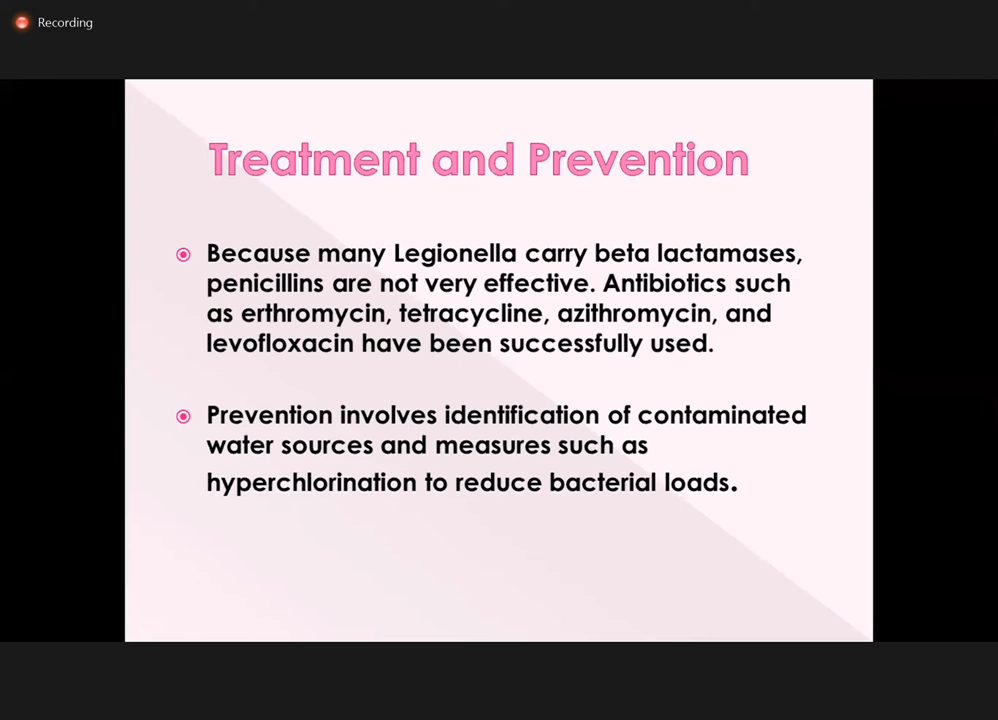 Recording
Treatment and Prevention
Because many Legionella carry beta lactamases,
penicillins are not very effective. Antibiotics such
as erthromycin, tetracycline, azithromycin, and
levofloxacin have been successfully used.
Prevention involves identification of contaminated
water sources and measures such as
hyperchlorination to reduce bacterial loads.